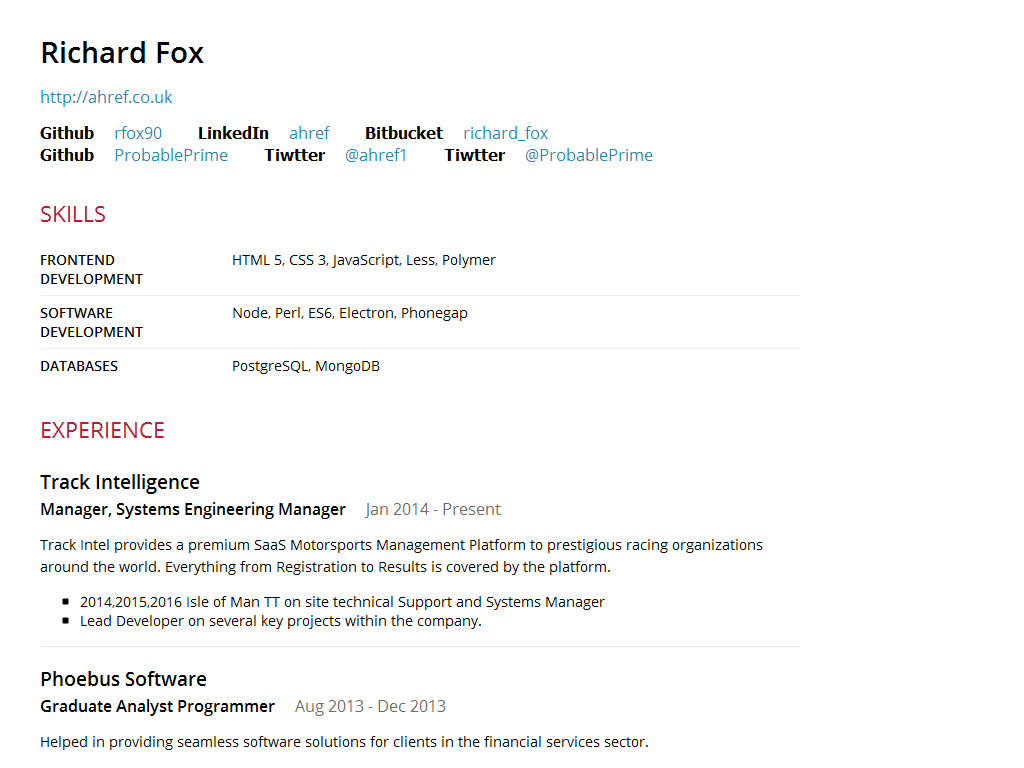 Richard Fox
http://ahref.co.uk
Github rfox90 LinkedIn ahref Bitbucket richard_fox
Github ProbablePrime Tiwtter @ahref1 Tiwtter @ProbablePrime
SKILLS
FRONTEND DEVELOPMENT HTML 5, CSS 3, JavaScript, Less, Polymer
SOFTWARE DEVELOPMENT Node, Perl, ES6, Electron, Phonegap
DATABASES PostgreSQL, MongoDB
EXPERIENCE
Track Intelligence
Manager, Systems Engineering Manager Jan 2014 - Present
Track Intel provides a premium SaaS Motorsports Management Platform to prestigious racing organizations
around the world. Everything from Registration to Results is covered by the platform.
2014,2015,2016 Isle of Man TT on site technical Support and Systems Manager
Lead Developer on several key projects within the company.
Phoebus Software
Graduate Analyst Programmer Aug 2013 - Dec 2013
Helped in providing seamless software solutions for clients in the financial services sector.